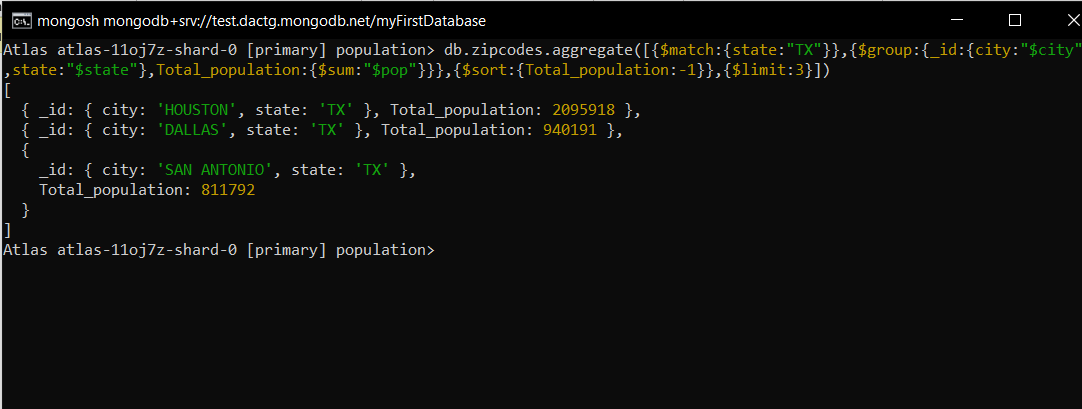 mongosh mongodb+srv://test.dactg.mongodb.net/myFirstDatabase
Atlas atlas-11oj7z-shard-0 [primary] population> db.zipcodes.aggregate([{$match:{state:"TX"}},{$group:{_id:{city:"$city"
,state:"$state"},Total_population:{$sum:"$pop"}}},{$sort:{Total_population:-1}},{$limit:3}])
[
  { _id: { city: 'HOUSTON', state: 'TX' }, Total_population: 2095918 },
  { _id: { city: 'DALLAS', state: 'TX' }, Total_population: 940191 },
  {
    _id: { city: 'SAN ANTONIO', state: 'TX' },
    Total_population: 811792
  }
]
Atlas atlas-11oj7z-shard-0 [primary] population>